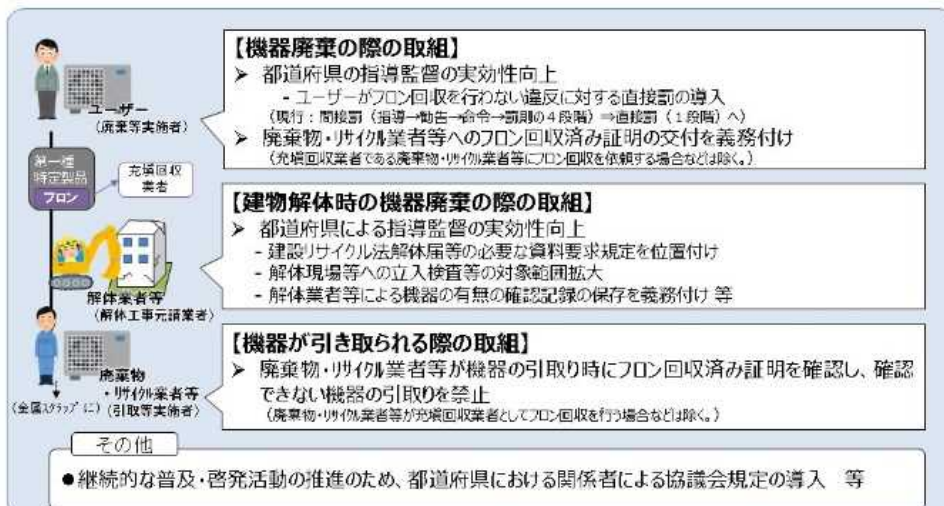 【機器廃棄の際の取組】
➢ 都道府県の指導監督の実効性向上
- ユーザーがフロン回収を行わない違反に対する直接罰の導入
(現行：間接罰(指導→勧告→命令→罰則の4段階)⇒直接罰(1段階)へ)
➢ 廃棄物・リサイクル業者等へのフロン回収済み証明の交付を義務付け
(充塡回収業者である廃棄物・リサイクル業者等にフロン回収を依頼する場合などは除く。)
ユーザー
(廃棄等実施者)
第一種
特定製品
フロン
充塡回収
業者
【建物解体時の機器廃棄の際の取組】
➢ 都道府県による指導監督の実効性向上
- 建設リサイクル法解体届等の必要な資料要求規定を位置付け
- 解体現場等への立入検査等の対象範囲拡大
- 解体業者等による機器の有無の確認記録の保存を義務付け 等
解体業者等
(解体工事元請業者)
【機器が引き取られる際の取組】
➢ 廃棄物・リサイクル業者等が機器の引取り時にフロン回収済み証明を確認し、確認
できない機器の引取りを禁止
(廃棄物・リサイクル業者等が充塡回収業者としてフロン回収を行う場合などは除く。)
廃棄物
・リサイクル業者等
(金属スクラップに)
(引取等実施者)
その他
●継続的な普及・啓発活動の推進のため、都道府県における関係者による協議会規定の導入 等